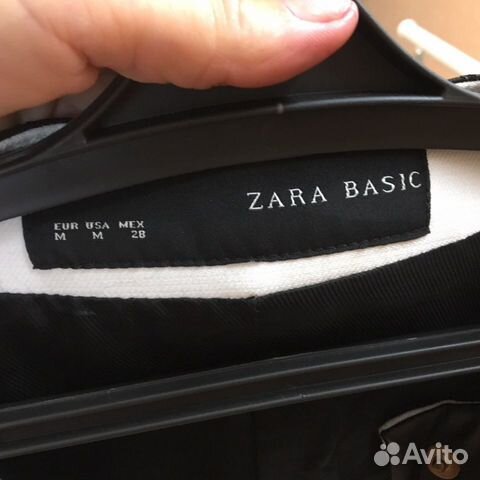 ZARA BASIC
EUR USA MEX
M M 28
Avito